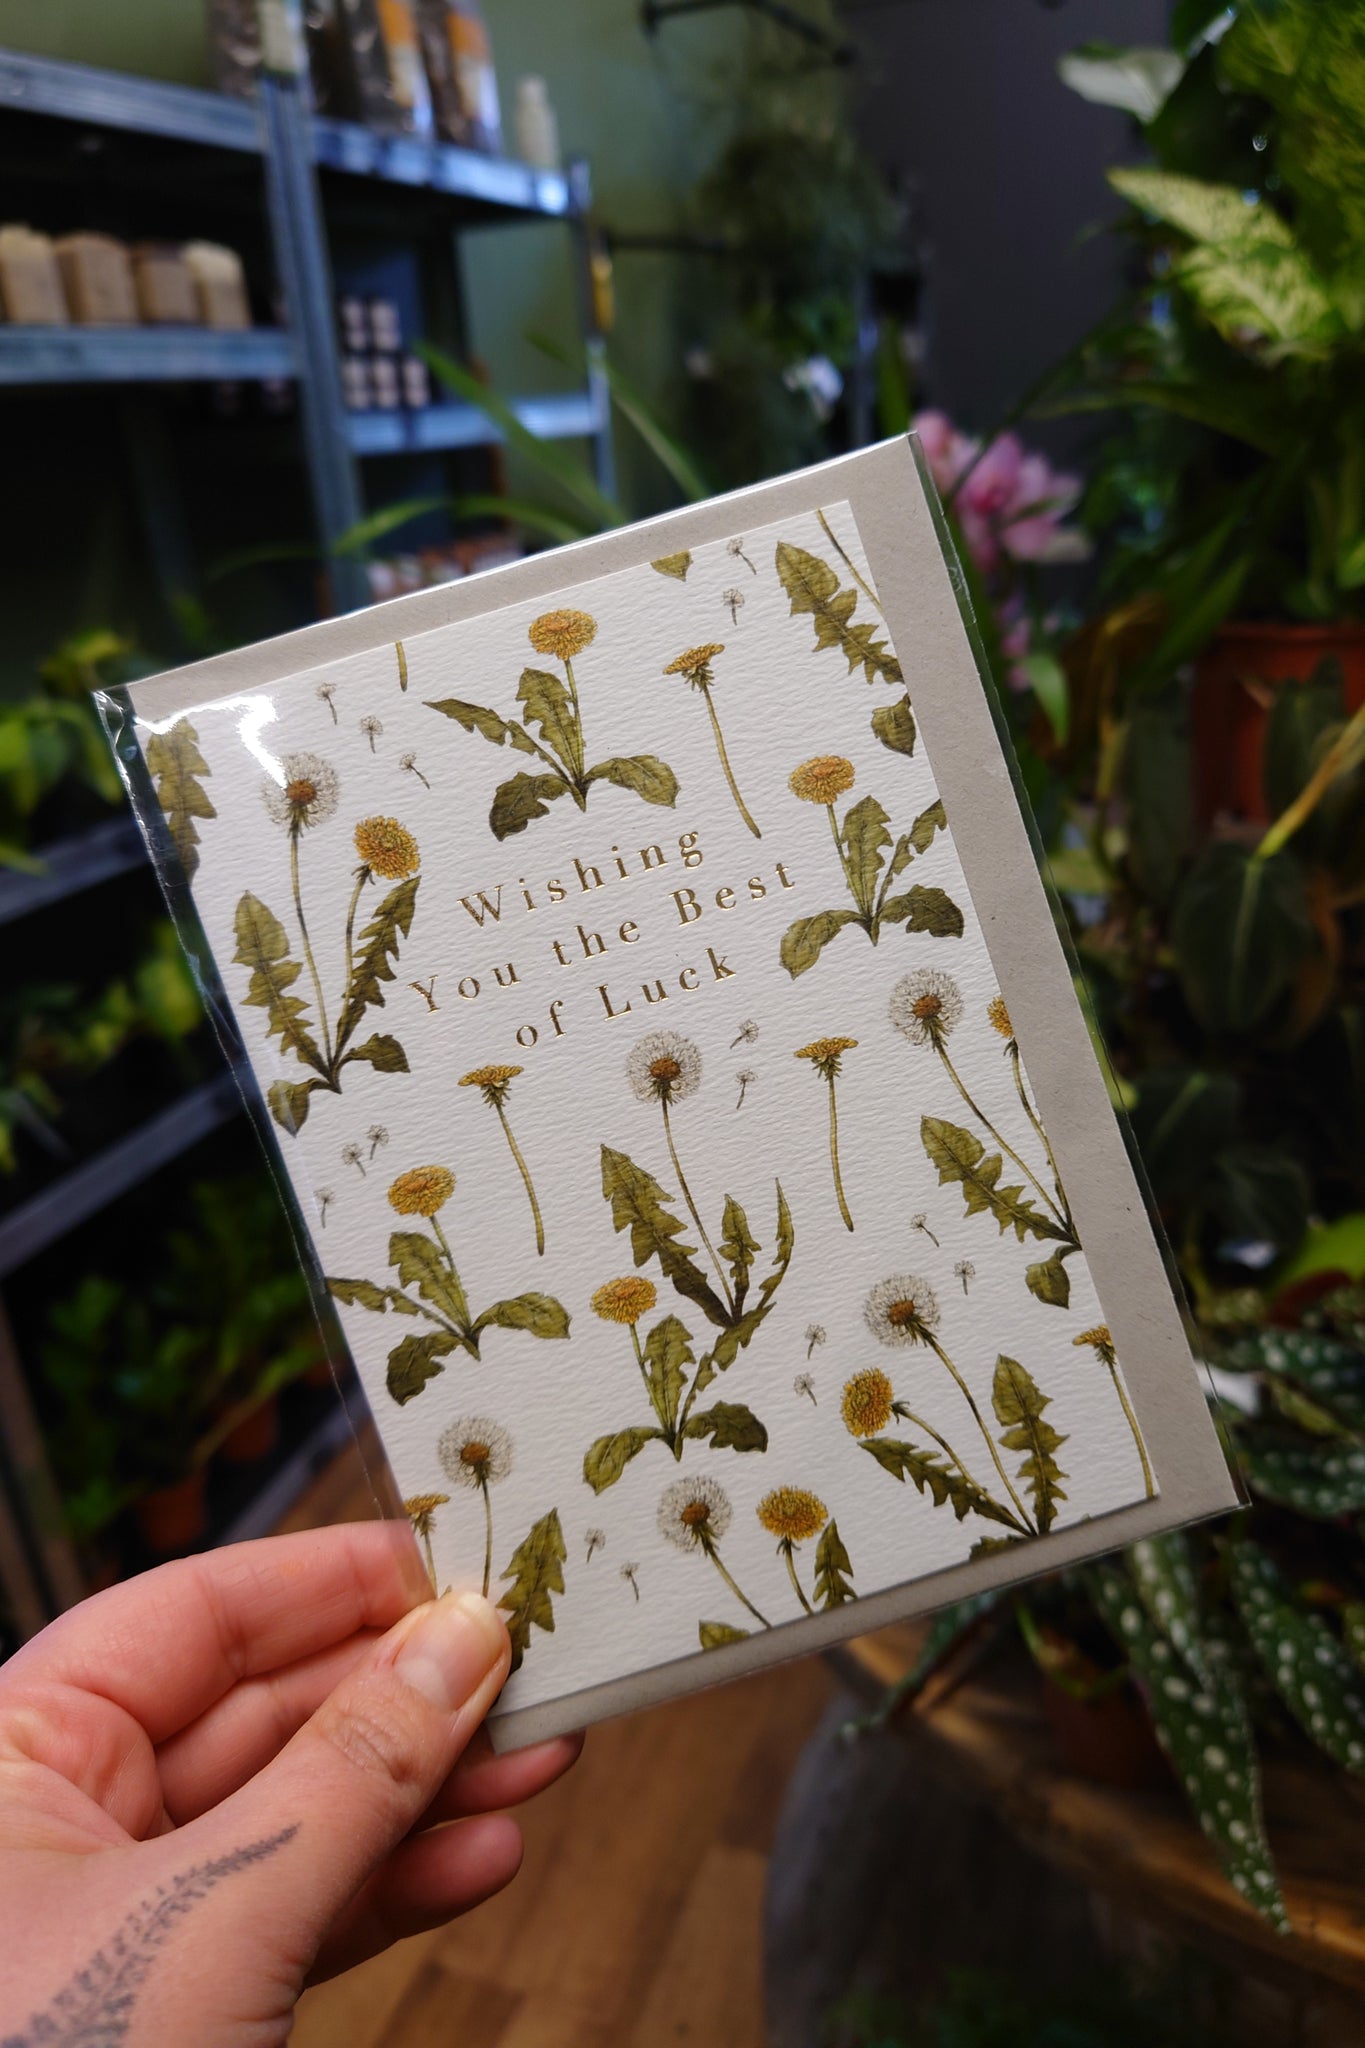 Wishing
You the Best
of Luck